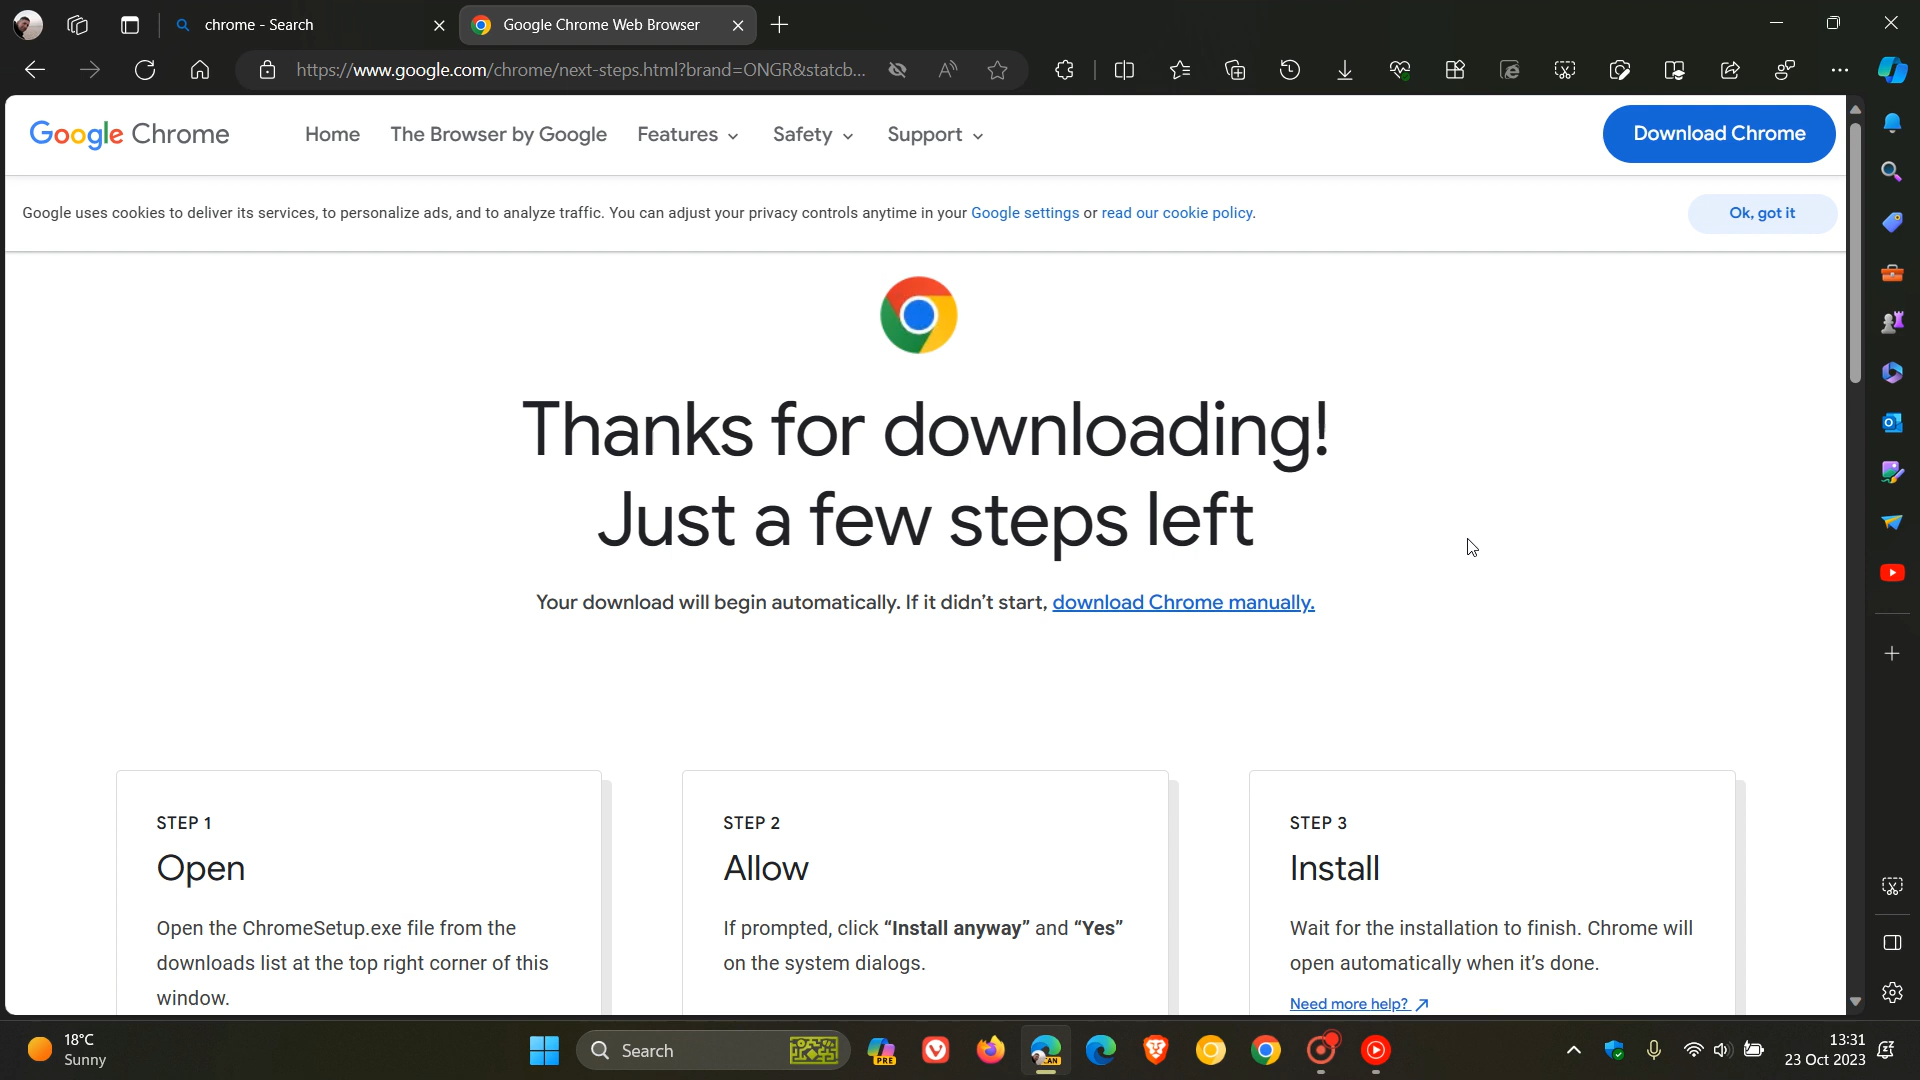 chrome - Search
Google Chrome Web Browser
https://www.google.com/chrome/next-steps.html?brand=ONGR&statcb...
Google Chrome
Home
The Browser by Google
Features
Safety
Support
Download Chrome
Google uses cookies to deliver its services, to personalize ads, and to analyze traffic. You can adjust your privacy controls anytime in your Google settings or read our cookie policy.
Ok, got it
Thanks for downloading!
Just a few steps left
Your download will begin automatically. If it didn’t start, download Chrome manually.
STEP 1
Open
Open the ChromeSetup.exe file from the
downloads list at the top right corner of this
window.
STEP 2
Allow
If prompted, click “Install anyway” and “Yes”
on the system dialogs.
STEP 3
Install
Wait for the installation to finish. Chrome will
open automatically when it’s done.
Need more help?
18°C
Sunny
Search
PRE
CAN
13:31
23 Oct 2023